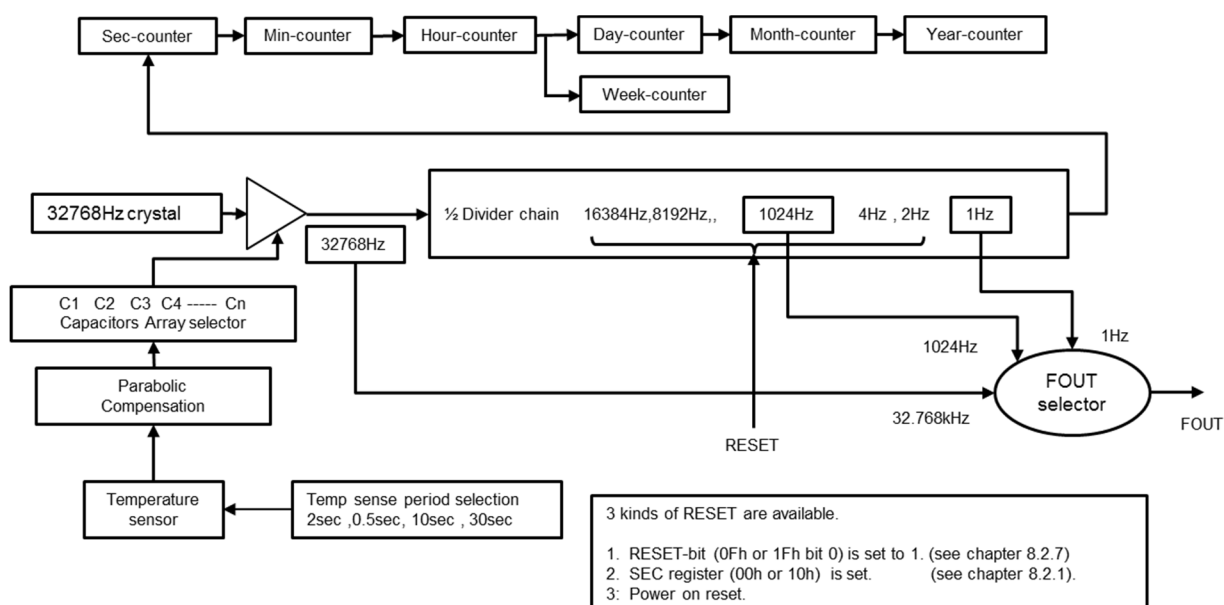 Sec-counter
Min-counter
Hour-counter
Day-counter
Month-counter
Year-counter
Week-counter
32768Hz crystal
½ Divider chain 16384Hz,8192Hz,, 1024Hz 4Hz , 2Hz 1Hz
32768Hz
C1 C2 C3 C4 ----- Cn
Capacitors Array selector
1024Hz
1Hz
Parabolic
Compensation
FOUT
selector
32.768kHz
FOUT
RESET
Temperature
sensor
Temp sense period selection
2sec ,0.5sec, 10sec , 30sec
3 kinds of RESET are available.
1. RESET-bit (0Fh or 1Fh bit 0) is set to 1. (see chapter 8.2.7)
2. SEC register (00h or 10h) is set. (see chapter 8.2.1).
3: Power on reset.